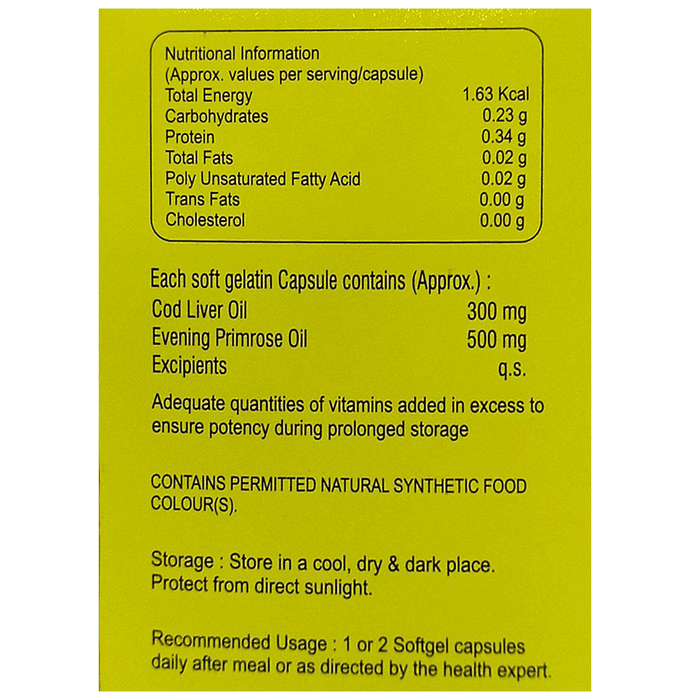 Nutritional Information
(Approx. values per serving/capsule)
Total Energy 1.63 Kcal
Carbohydrates 0.23 g
Protein 0.34 g
Total Fats 0.02 g
Poly Unsaturated Fatty Acid 0.02 g
Trans Fats 0.00 g
Cholesterol 0.00 g
Each soft gelatin Capsule contains (Approx.) :
Cod Liver Oil 300 mg
Evening Primrose Oil 500 mg
Excipients q.s.
Adequate quantities of vitamins added in excess to
ensure potency during prolonged storage
CONTAINS PERMITTED NATURAL SYNTHETIC FOOD
COLOUR(S).
Storage : Store in a cool, dry & dark place.
Protect from direct sunlight.
Recommended Usage : 1 or 2 Softgel capsules
daily after meal or as directed by the health expert.